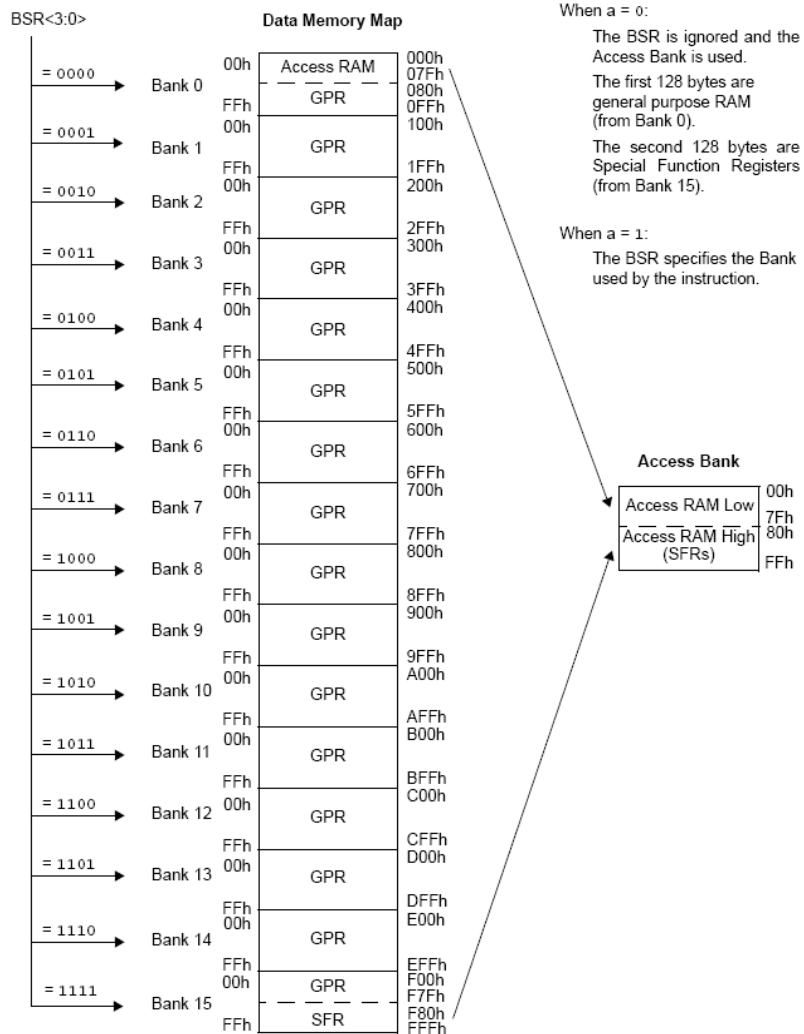 BSR<3:0>
Data Memory Map
= 0000
Bank 0
00h
Access RAM
000h
07Fh
GPR
080h
FFh
0FFh
= 0001
Bank 1
00h
GPR
100h
FFh
1FFh
= 0010
Bank 2
00h
GPR
200h
FFh
2FFh
= 0011
Bank 3
00h
GPR
300h
FFh
3FFh
= 0100
Bank 4
00h
GPR
400h
FFh
4FFh
= 0101
Bank 5
00h
GPR
500h
FFh
5FFh
= 0110
Bank 6
00h
GPR
600h
FFh
6FFh
= 0111
Bank 7
00h
GPR
700h
FFh
7FFh
= 1000
Bank 8
00h
GPR
800h
FFh
8FFh
= 1001
Bank 9
00h
GPR
900h
FFh
9FFh
= 1010
Bank 10
00h
GPR
A00h
FFh
AFFh
= 1011
Bank 11
00h
GPR
B00h
FFh
BFFh
= 1100
Bank 12
00h
GPR
C00h
FFh
CFFh
= 1101
Bank 13
00h
GPR
D00h
FFh
DFFh
= 1110
Bank 14
00h
GPR
E00h
FFh
EFFh
= 1111
Bank 15
00h
GPR
F00h
F7Fh
SFR
F80h
FFh
FFFh
When a = 0:
The BSR is ignored and the
Access Bank is used.
The first 128 bytes are
general purpose RAM
(from Bank 0).
The second 128 bytes are
Special Function Registers
(from Bank 15).
When a = 1:
The BSR specifies the Bank
used by the instruction.
Access Bank
Access RAM Low
00h
7Fh
Access RAM High
(SFRs)
80h
FFh